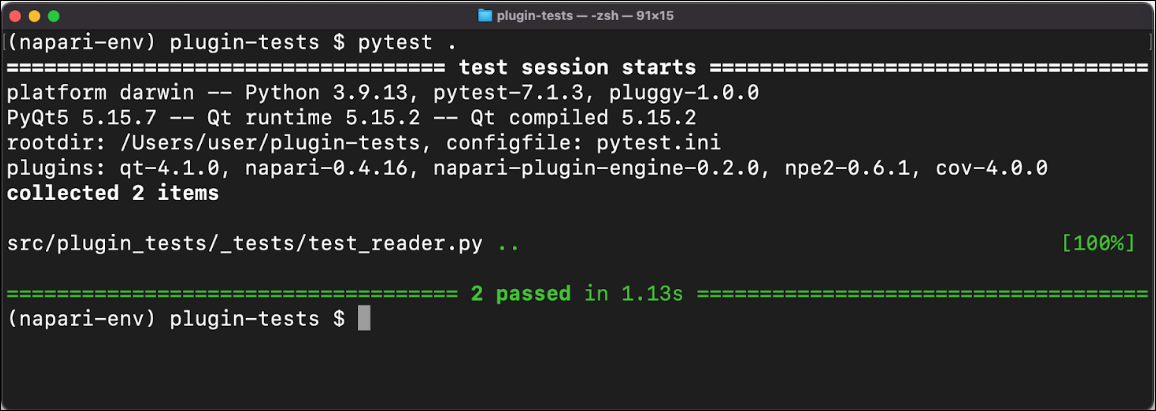 plugin-tests — -zsh — 91×15
(napari-env) plugin-tests $ pytest .
=================================== test session starts ===================================
platform darwin -- Python 3.9.13, pytest-7.1.3, pluggy-1.0.0
PyQt5 5.15.7 -- Qt runtime 5.15.2 -- Qt compiled 5.15.2
rootdir: /Users/user/plugin-tests, configfile: pytest.ini
plugins: qt-4.1.0, napari-0.4.16, napari-plugin-engine-0.2.0, npe2-0.6.1, cov-4.0.0
collected 2 items
src/plugin_tests/_tests/test_reader.py .. [100%]
==================================== 2 passed in 1.13s ====================================
(napari-env) plugin-tests $